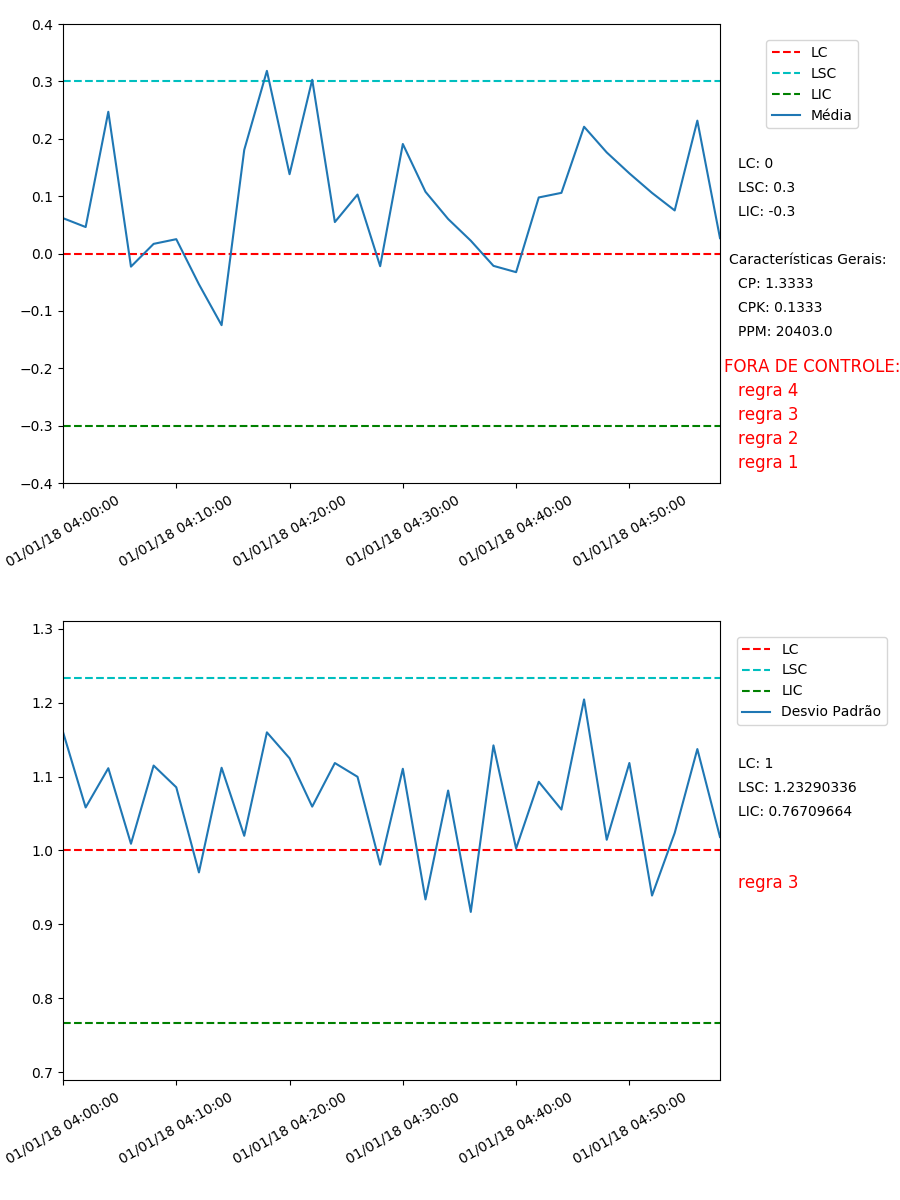 0.4
0.3
0.2
0.1
0.0
−0.1
−0.2
−0.3
−0.4
01/01/18 04:00:00
01/01/18 04:10:00
01/01/18 04:20:00
01/01/18 04:30:00
01/01/18 04:40:00
01/01/18 04:50:00
LC
LSC
LIC
Média
LC: 0
LSC: 0.3
LIC: -0.3
Características Gerais:
CP: 1.3333
CPK: 0.1333
PPM: 20403.0
FORA DE CONTROLE:
regra 4
regra 3
regra 2
regra 1
1.3
1.2
1.1
1.0
0.9
0.8
0.7
01/01/18 04:00:00
01/01/18 04:10:00
01/01/18 04:20:00
01/01/18 04:30:00
01/01/18 04:40:00
01/01/18 04:50:00
LC
LSC
LIC
Desvio Padrão
LC: 1
LSC: 1.23290336
LIC: 0.76709664
regra 3